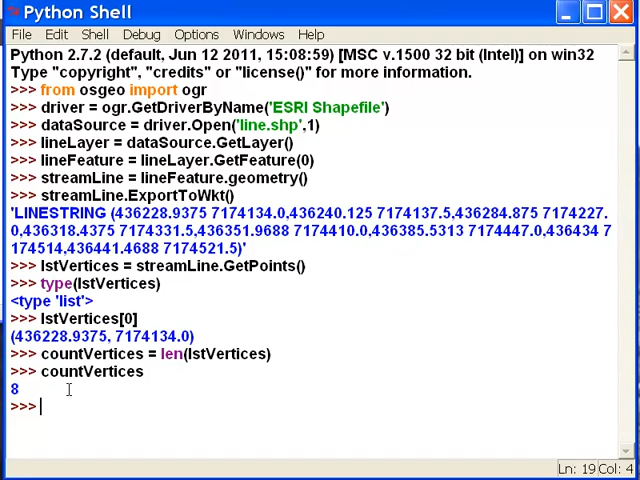 Python Shell
File Edit Shell Debug Options Windows Help
Python 2.7.2 (default, Jun 12 2011, 15:08:59) [MSC v.1500 32 bit (Intel)] on win32
Type "copyright", "credits" or "license()" for more information.
>>> from osgeo import ogr
>>> driver = ogr.GetDriverByName('ESRI Shapefile')
>>> dataSource = driver.Open('line.shp',1)
>>> lineLayer = dataSource.GetLayer()
>>> lineFeature = lineLayer.GetFeature(0)
>>> streamLine = lineFeature.geometry()
>>> streamLine.ExportToWkt()
'LINESTRING (436228.9375 7174134.0,436240.125 7174137.5,436284.875 7174227.
0,436318.4375 7174331.5,436351.9688 7174410.0,436385.5313 7174447.0,436434 
7174514,436441.4688 7174521.5)'
>>> lstVertices = streamLine.GetPoints()
>>> type(lstVertices)
<type 'list'>
>>> lstVertices[0]
(436228.9375, 7174134.0)
>>> countVertices = len(lstVertices)
>>> countVertices
8
>>>
Ln: 19 Col: 4